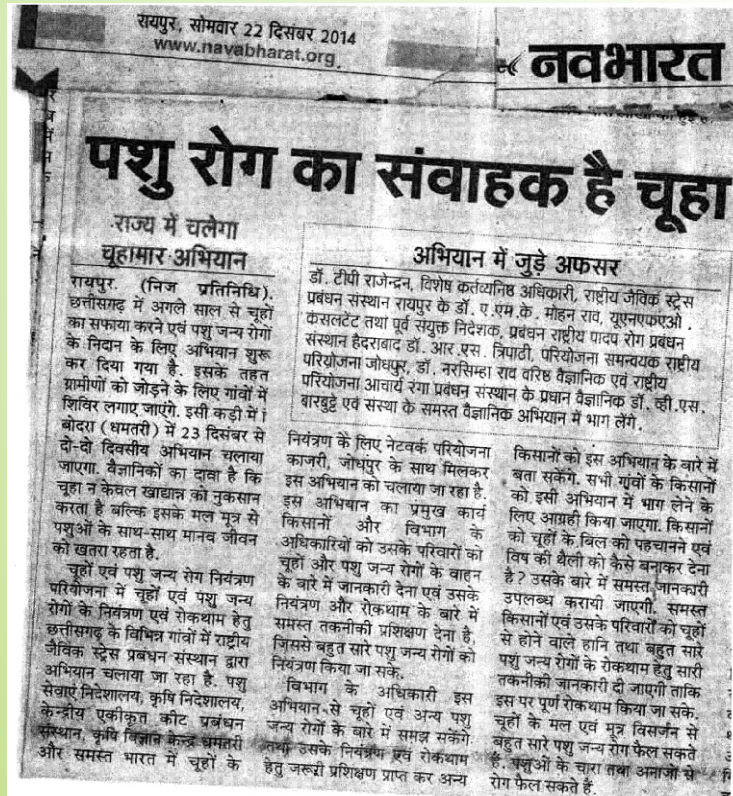 रायपुर, सोमवार 22 दिसंबर 2014
www.navabharat.org
नवभारत
पशु रोग का संवाहक है चूहा
राज्य में चलेगा
चूहामार अभियान
रायपुर. (निज प्रतिनिधि).
छत्तीसगढ़ में अगले साल से चूहों
का सफाया करने एवं पशु जन्य रोगों
के निदान के लिए अभियान शुरू
कर दिया गया है. इसके तहत
ग्रामीणों को जोड़ने के लिए गांवों में
शिविर लगाए जाएंगे. इसी कड़ी में
बोदरा (धमतरी) में 23 दिसंबर से
दो-दो दिवसीय अभियान चलाया
जाएगा. वैज्ञानिकों का दावा है कि
चूहा न केवल खाद्यान्न को नुकसान
करता है बल्कि इसके मल मूत्र से
पशुओं के साथ-साथ मानव जीवन
को खतरा रहता है.
चूहों एवं पशु जन्य रोग नियंत्रण
परियोजना में चूहों एवं पशु जन्य
रोगों के नियंत्रण एवं रोकथाम हेतु
छत्तीसगढ़ के विभिन्न गांवों में राष्ट्रीय
जैविक स्ट्रेस प्रबंधन संस्थान द्वारा
अभियान चलाया जा रहा है. पशु
सेवाएं निदेशालय, कृषि निदेशालय,
केन्द्रीय एकीकृत कीट प्रबंधन
संस्थान, कृषि विज्ञान केन्द्र धमतरी
और समस्त भारत में चूहों के
अभियान में जुड़े अफसर
डॉ. टीपी राजेन्द्रन, विशेष कर्तव्यनिष्ठ अधिकारी, राष्ट्रीय जैविक स्ट्रेस
प्रबंधन संस्थान रायपुर के डॉ. ए.एम.के. मोहन राव, यूएनएफएओ.
कंसलटेंट तथा पूर्व संयुक्त निदेशक, प्रबंधन राष्ट्रीय पादप रोग प्रबंधन
संस्थान हैदराबाद डॉ. आर.एस. त्रिपाठी, परियोजना समन्वयक राष्ट्रीय
परियोजना जोधपुर, डॉ. नरसिम्हा राव वरिष्ठ वैज्ञानिक एवं राष्ट्रीय
परियोजना आचार्य रंगा प्रबंधन संस्थान के प्रधान वैज्ञानिक डॉ. व्ही.एस.
बारबुद्दे एवं संस्था के समस्त वैज्ञानिक अभियान में भाग लेंगे.
नियंत्रण के लिए नेटवर्क परियोजना
काजरी, जोधपुर के साथ मिलकर
इस अभियान को चलाया जा रहा है.
इस अभियान का प्रमुख कार्य
किसानों और विभाग के
अधिकारियों को उसके परिवारों को
चूहों और पशु जन्य रोगों के वाहन
के बारे में जानकारी देना एवं उसके
नियंत्रण और रोकथाम के बारे में
समस्त तकनीकी प्रशिक्षण देना है,
जिससे बहुत सारे पशु जन्य रोगों को
नियंत्रण किया जा सके.
विभाग के अधिकारी इस
अभियान से चूहों एवं अन्य पशु
जन्य रोगों के बारे में समझ सकेंगे
तथा उसके नियंत्रण एवं रोकथाम
हेतु जरूरी प्रशिक्षण प्राप्त कर अन्य
किसानों को इस अभियान के बारे में
बता सकेंगे. सभी गांवों के किसानों
को इसी अभियान में भाग लेने के
लिए आग्रही किया जाएगा. किसानों
को चूहों के बिल को पहचानने एवं
विष की थैली को कैसे बनाकर देना
है? उसके बारे में समस्त जानकारी
उपलब्ध करायी जाएगी. समस्त
किसानों एवं उसके परिवारों को चूहों
से होने वाले हानि तथा बहुत सारे
पशु जन्य रोगों के रोकथाम हेतु सारी
तकनीकी जानकारी दी जाएगी ताकि
इस पर पूर्ण रोकथाम किया जा सके.
चूहों के मल एवं मूत्र विसर्जन से
बहुत सारे पशु जन्य रोग फैल सकते
हैं. पशुओं के चारा तथा अनाजों से
रोग फैल सकते हैं.